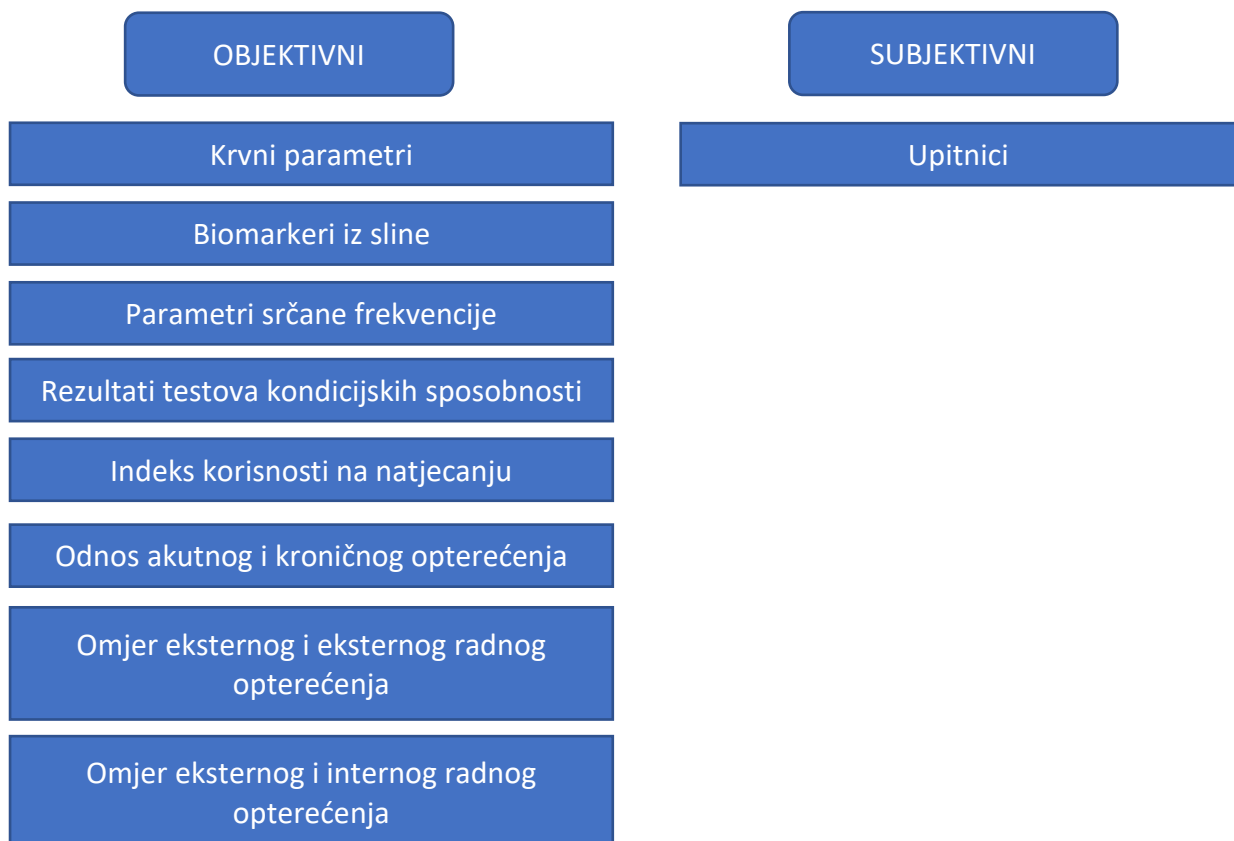 OBJEKTIVNI
Krvni parametri
Biomarkeri iz sline
Parametri srčane frekvencije
Rezultati testova kondicijskih sposobnosti
Indeks korisnosti na natjecanju
Odnos akutnog i kroničnog opterećenja
Omjer eksternog i eksternog radnog
opterećenja
Omjer eksternog i internog radnog
opterećenja
SUBJEKTIVNI
Upitnici